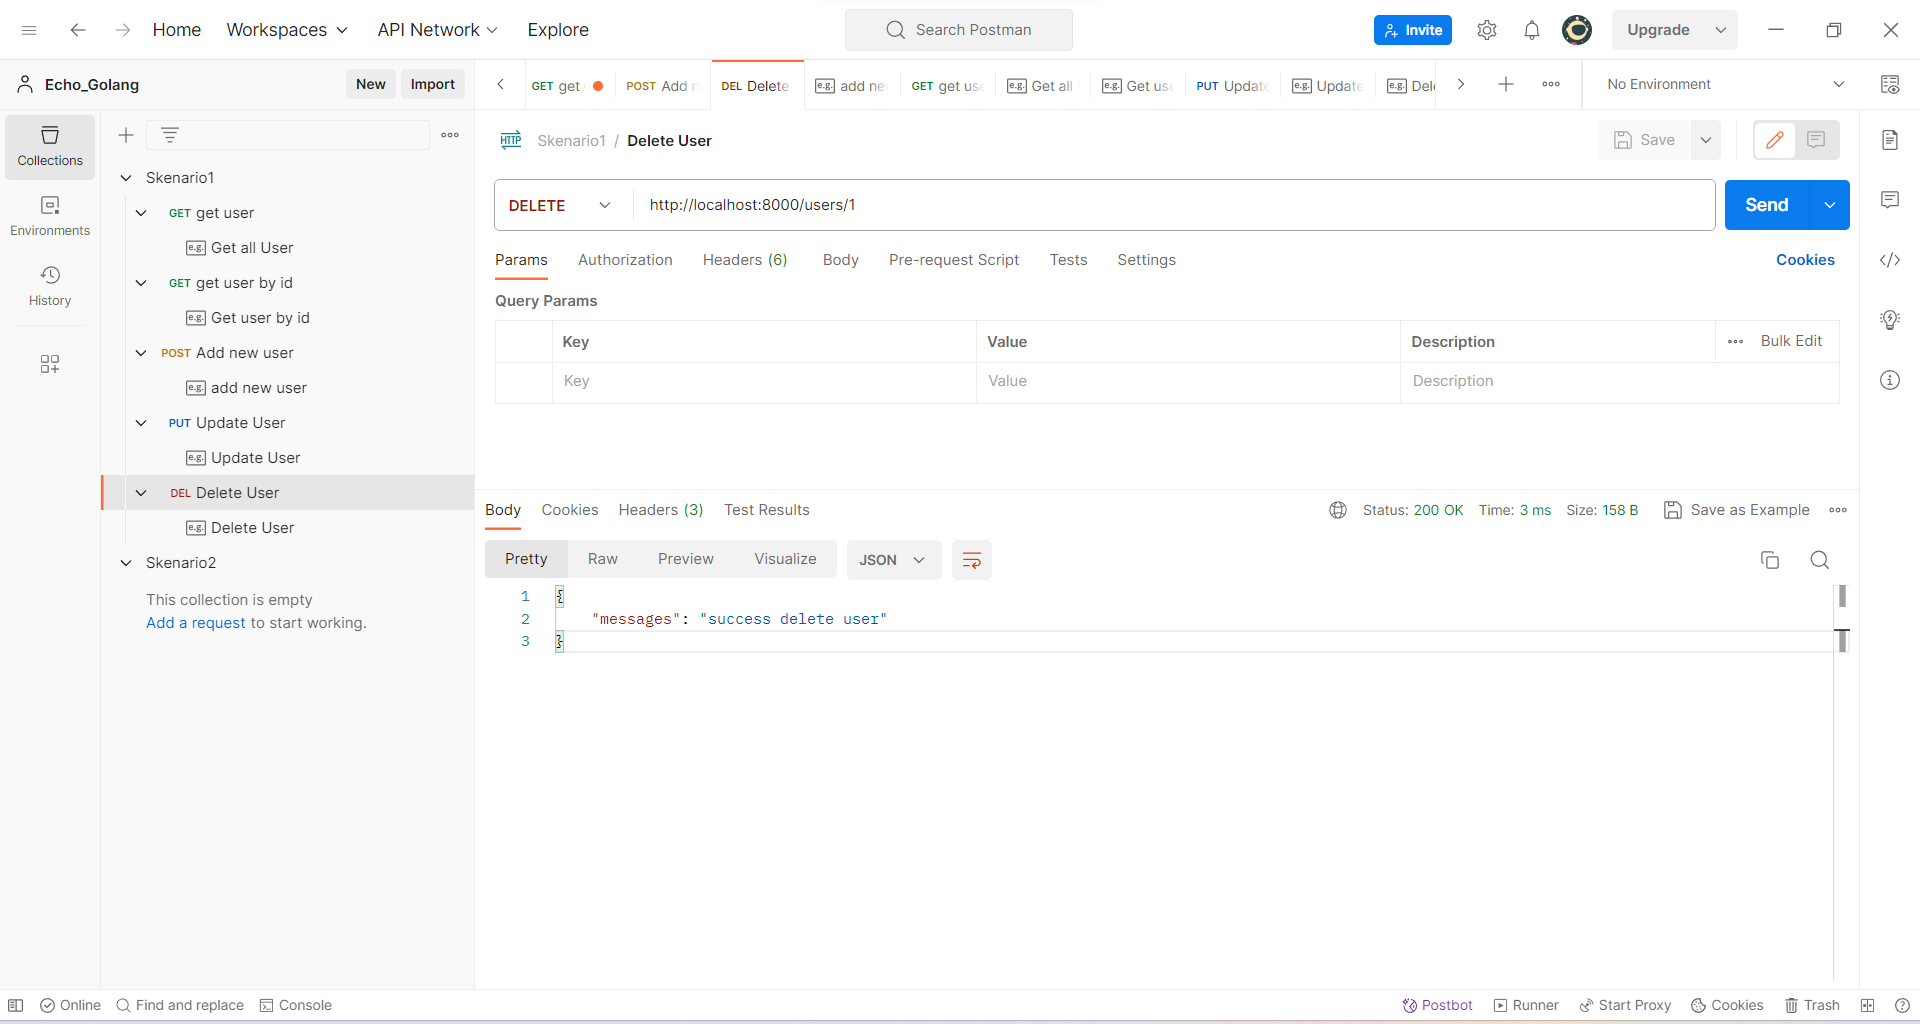 Home Workspaces API Network Explore Search Postman Invite Upgrade
Echo_Golang New Import GET get POST Add n DEL Delete e.g. add ne GET get use e.g. Get all e.g. Get use PUT Update e.g. Update e.g. Del No Environment
Collections
Environments
History
Skenario1
GET get user
e.g. Get all User
GET get user by id
e.g. Get user by id
POST Add new user
e.g. add new user
PUT Update User
e.g. Update User
DEL Delete User
e.g. Delete User
Skenario2
This collection is empty
Add a request to start working.
HTTP Skenario1 / Delete User Save
DELETE http://localhost:8000/users/1 Send
Params Authorization Headers (6) Body Pre-request Script Tests Settings Cookies
Query Params
Key Value Description Bulk Edit
Key Value Description
Body Cookies Headers (3) Test Results Status: 200 OK Time: 3 ms Size: 158 B Save as Example
Pretty Raw Preview Visualize JSON
1 {
2 "messages": "success delete user"
3 }
Online Find and replace Console Postbot Runner Start Proxy Cookies Trash